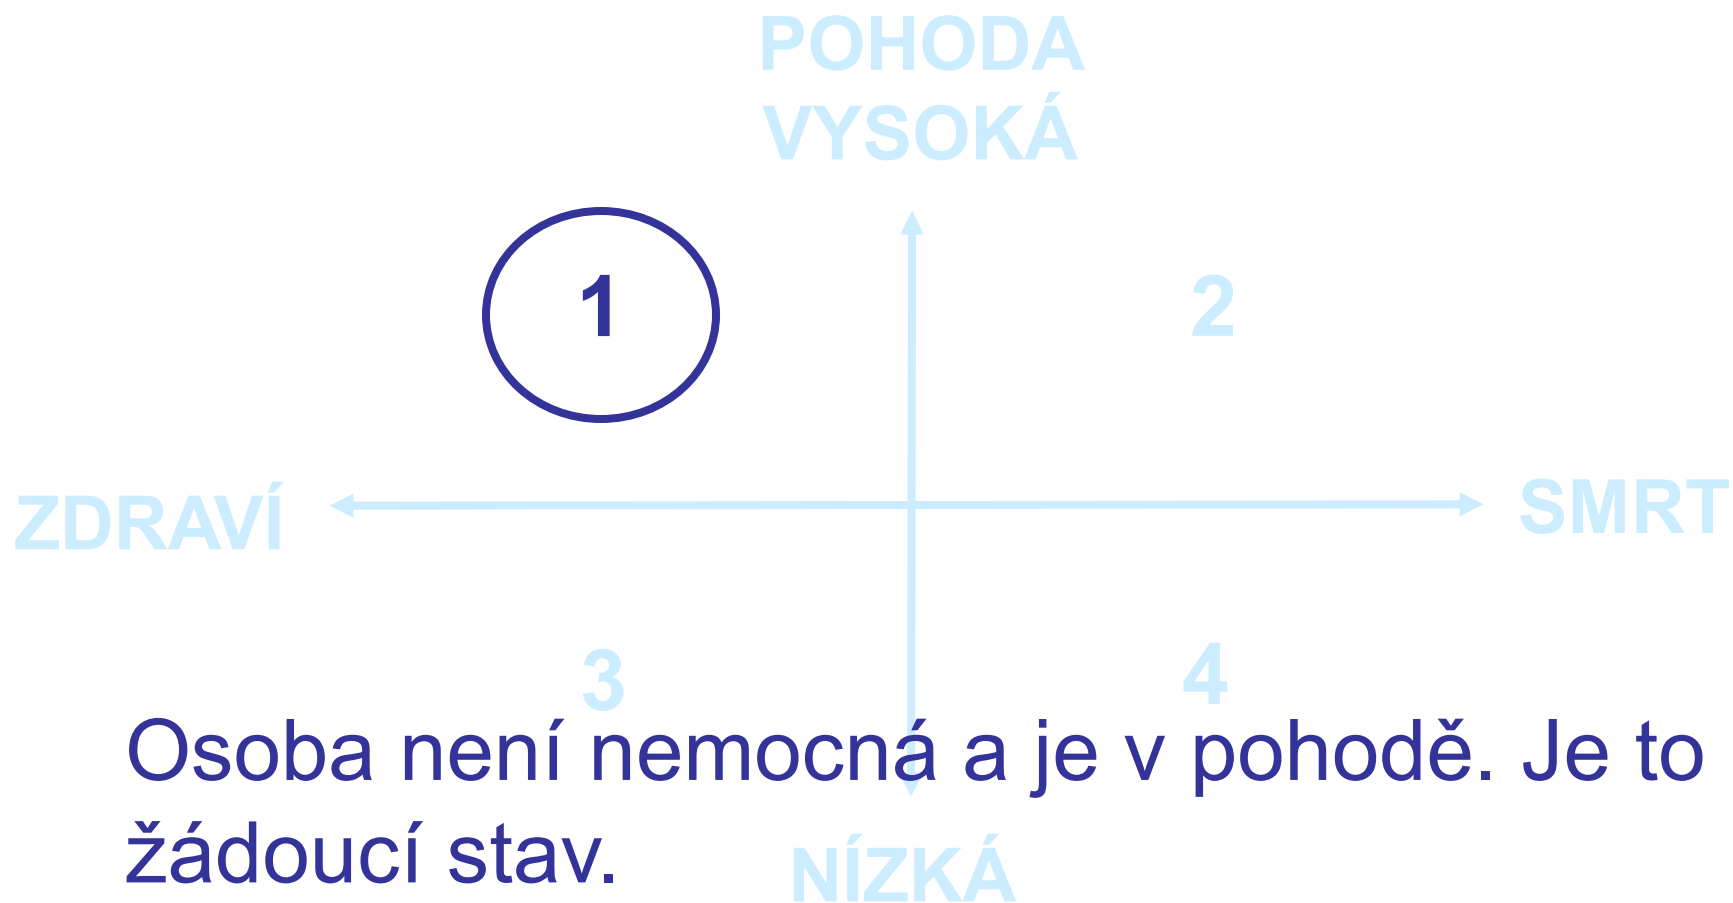 POHODA
VYSOKÁ
1
2
ZDRAVÍ
SMRT
3
4
Osoba není nemocná a je v pohodě. Je to
žádoucí stav.
NÍZKÁ